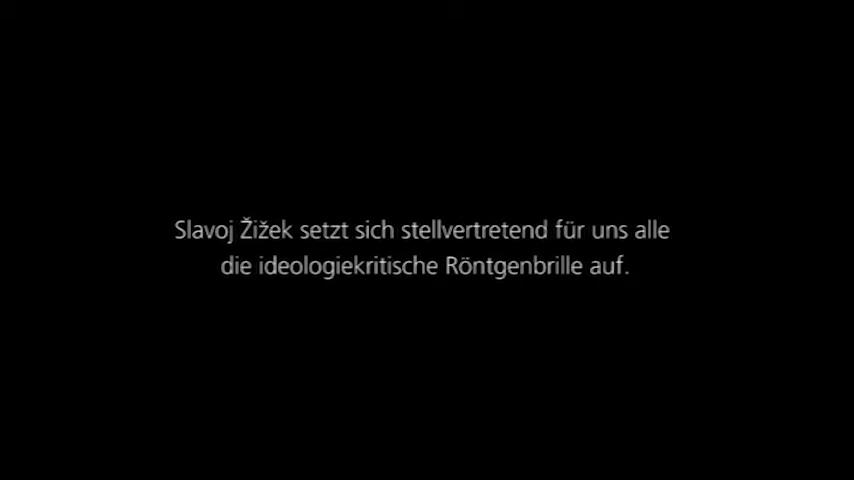 Slavoj Žižek setzt sich stellvertretend für uns alle
die ideologiekritische Röntgenbrille auf.